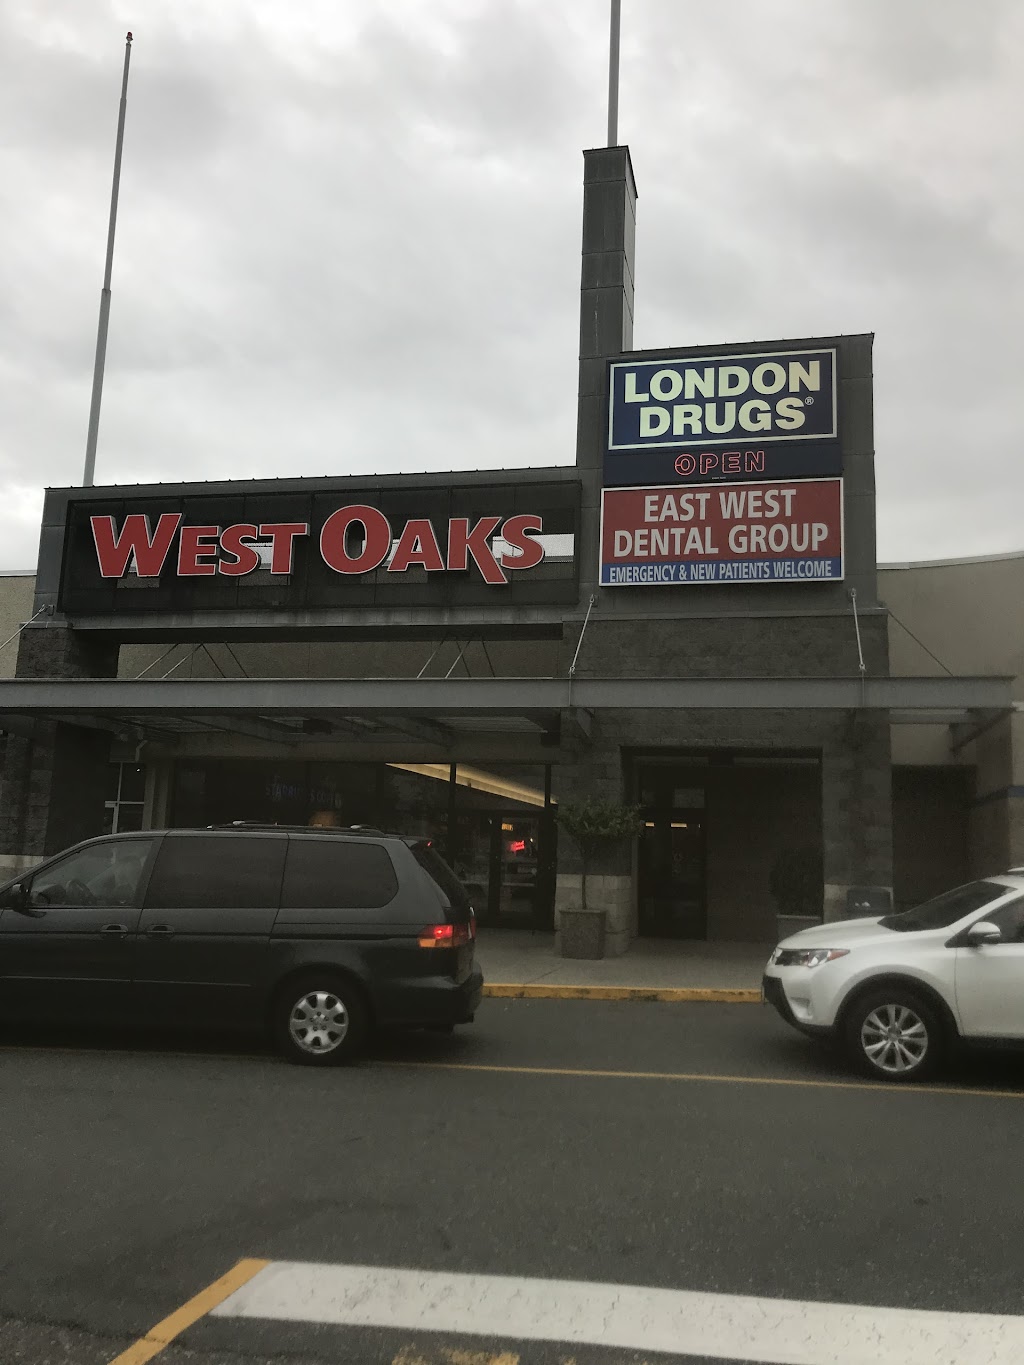 WEST OAKS
LONDON
DRUGS®
OPEN
EAST WEST
DENTAL GROUP
EMERGENCY & NEW PATIENTS WELCOME